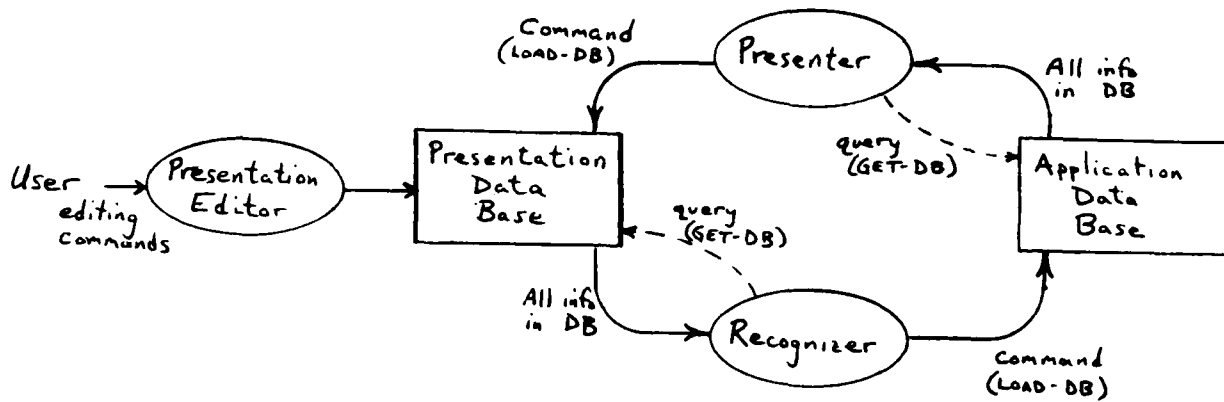 Command
(LOAD-DB)
Presenter
All info
in DB
query
(GET-DB)
User
editing
commands
Presentation
Editor
Presentation
Data
Base
query
(GET-DB)
Application
Data
Base
All info
in DB
Recognizer
Command
(LOAD-DB)